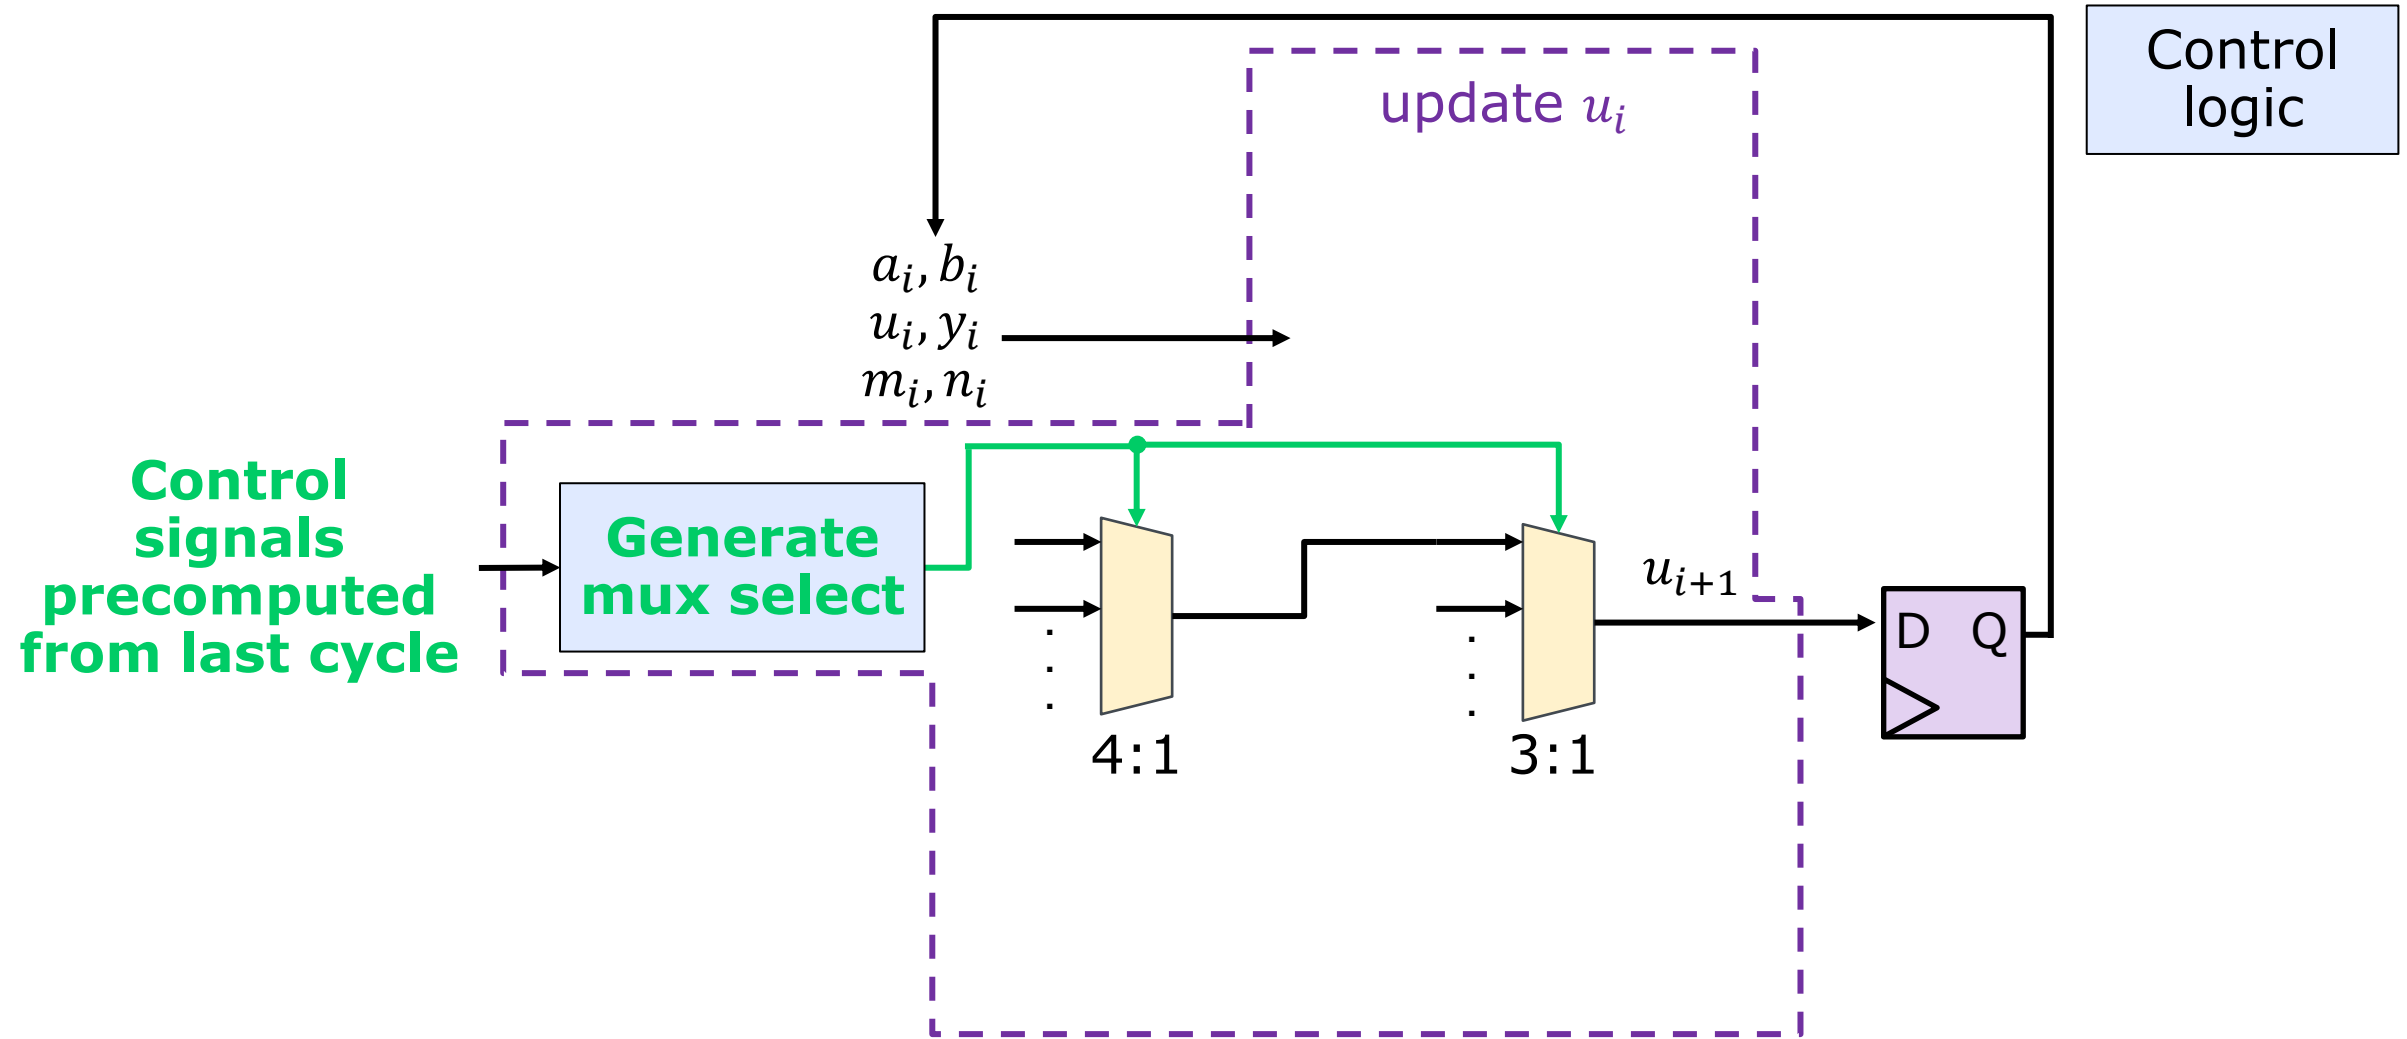 Control
logic
update uᵢ
aᵢ, bᵢ
uᵢ, yᵢ
mᵢ, nᵢ
Control
signals
precomputed
from last cycle
Generate
mux select
.
.
.
4:1
.
.
.
3:1
uᵢ₊₁
D Q